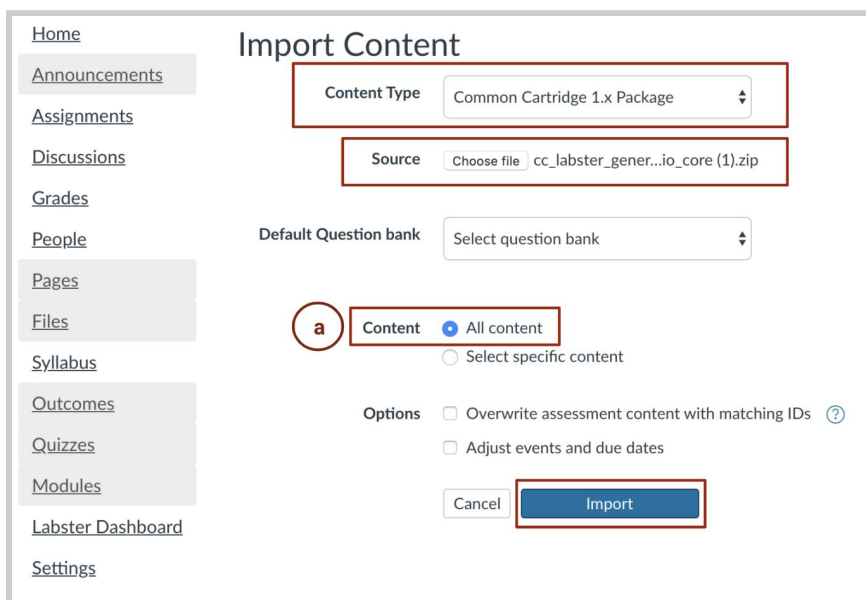 Home
Announcements
Assignments
Discussions
Grades
People
Pages
Files
Syllabus
Outcomes
Quizzes
Modules
Labster Dashboard
Settings
Import Content
Content Type Common Cartridge 1.x Package
Source Choose file cc_labster_gener...io_core (1).zip
Default Question bank Select question bank
a Content All content
Select specific content
Options Overwrite assessment content with matching IDs ?
Adjust events and due dates
Cancel Import